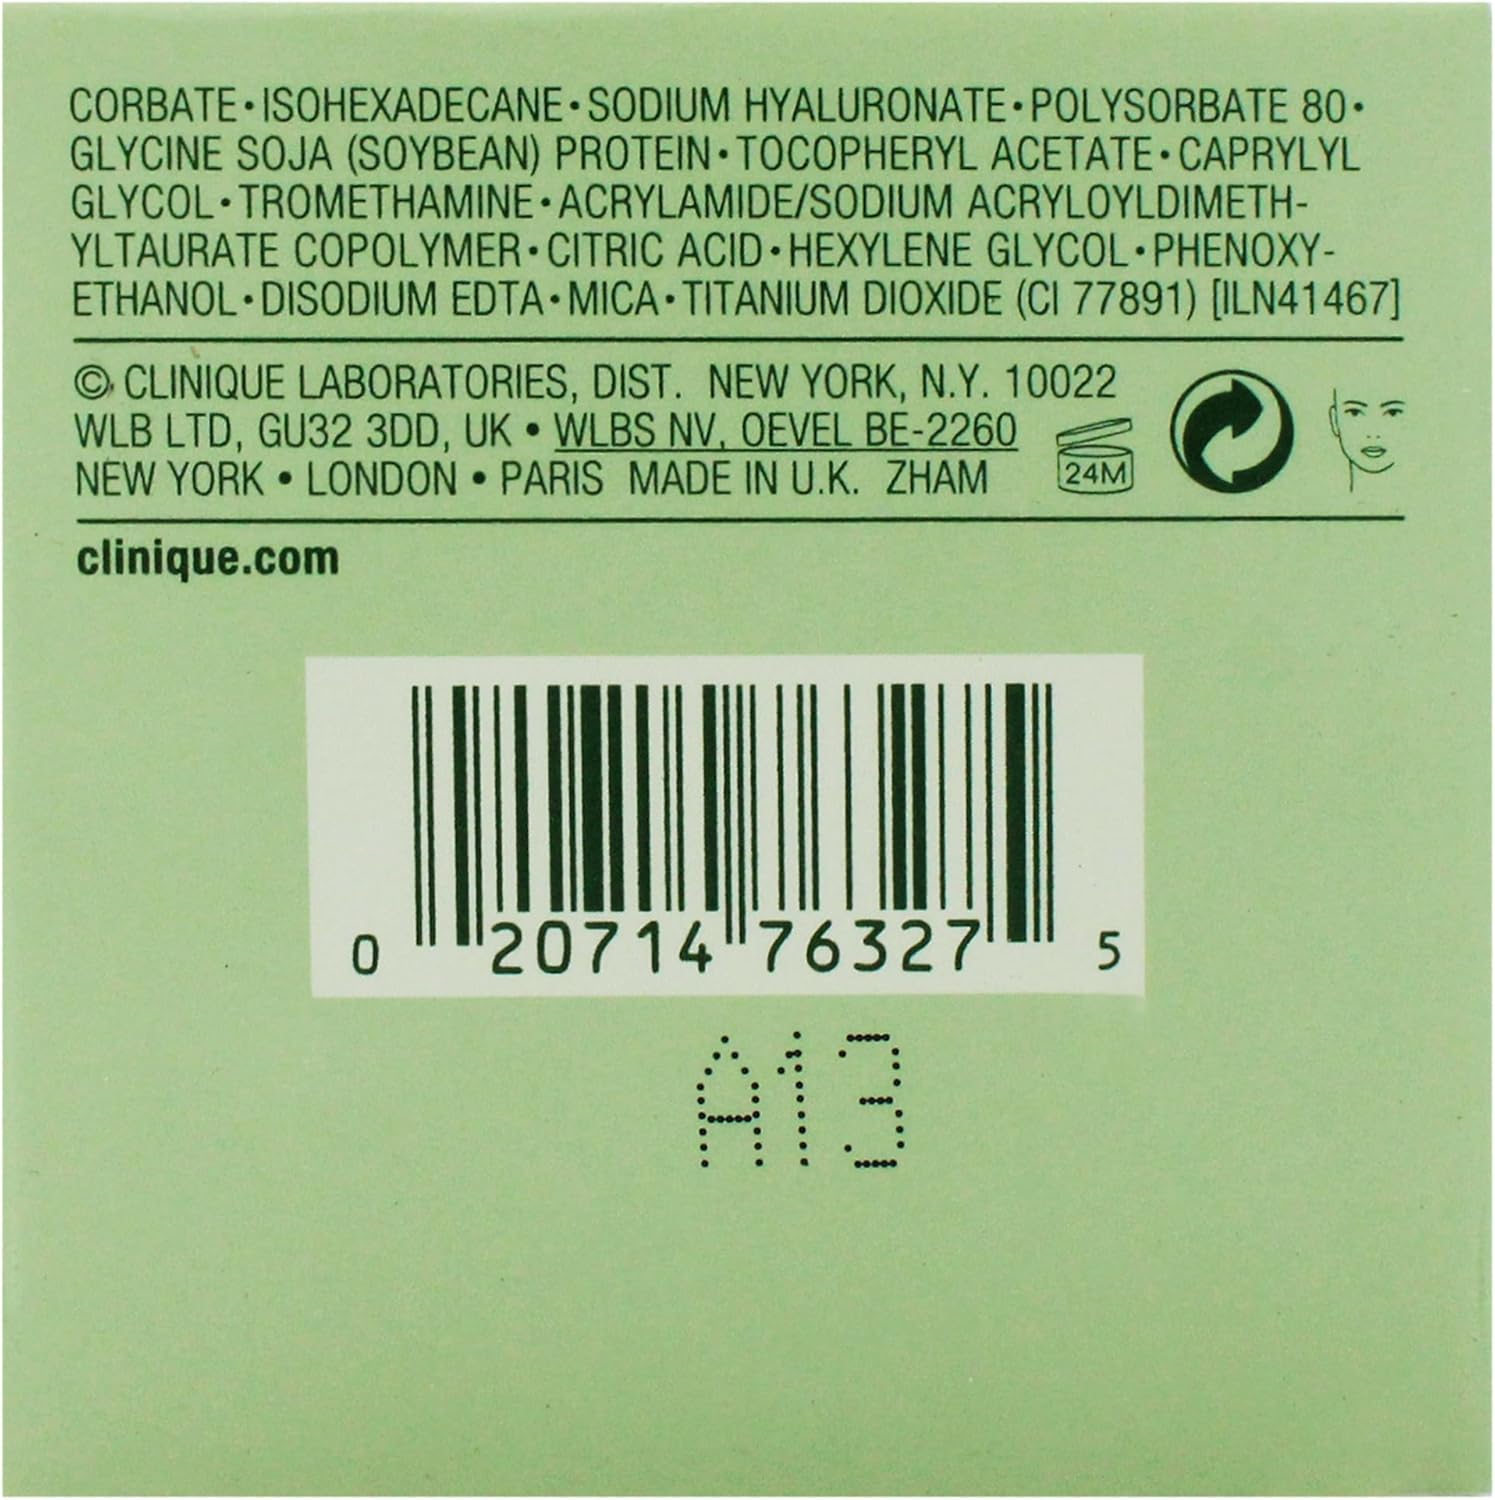 CORBATE•ISOHEXADECANE•SODIUM HYALURONATE•POLYSORBATE 80•
GLYCINE SOJA (SOYBEAN) PROTEIN•TOCOPHERYL ACETATE•CAPRYLYL
GLYCOL•TROMETHAMINE•ACRYLAMIDE/SODIUM ACRYLOYLDIMETH-
YLTAURATE COPOLYMER•CITRIC ACID•HEXYLENE GLYCOL•PHENOXY-
ETHANOL•DISODIUM EDTA•MICA•TITANIUM DIOXIDE (CI 77891) [ILN41467]
© CLINIQUE LABORATORIES, DIST. NEW YORK, N.Y. 10022
WLB LTD, GU32 3DD, UK • WLBS NV, OEVEL BE-2260
NEW YORK • LONDON • PARIS MADE IN U.K. ZHAM
24M
clinique.com
0 20714 76327 5
A13